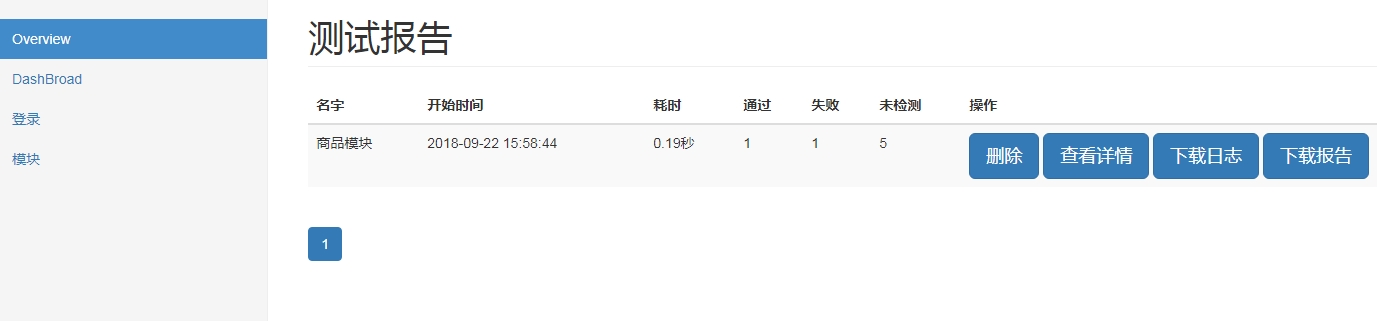 Overview
DashBroad
登录
模块
测试报告
名字 开始时间 耗时 通过 失败 未检测 操作
商品模块 2018-09-22 15:58:44 0.19秒 1 1 5 删除 查看详情 下载日志 下载报告
1